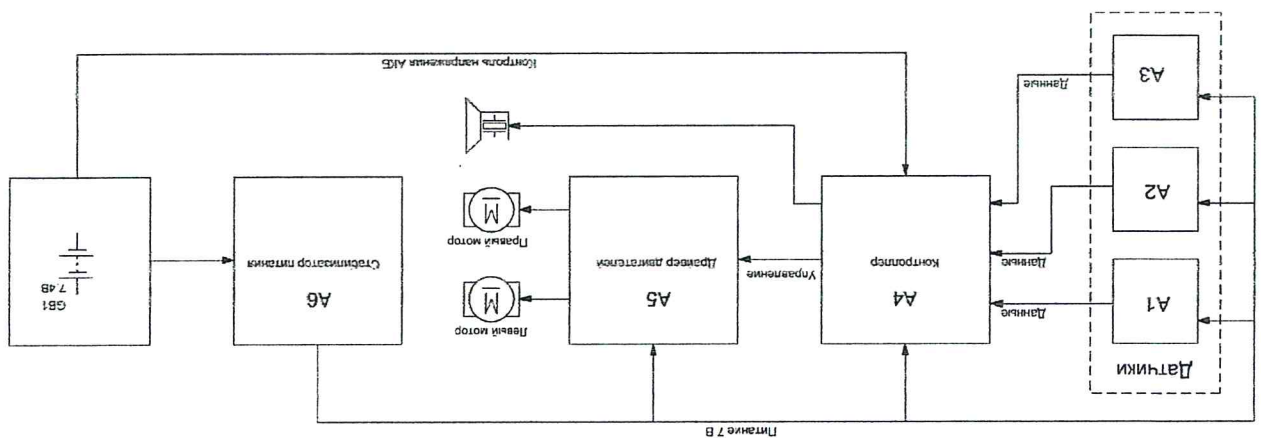 Питание 7 В
Датчики
А1
А2
А3
Данные
Данные
Данные
А4
Контроллер
Управление
А5
Драйвер двигателей
Левый мотор
М
Правый мотор
М
А6
Стабилизатор питания
GB1
7.4В
Контроль напряжения АКБ